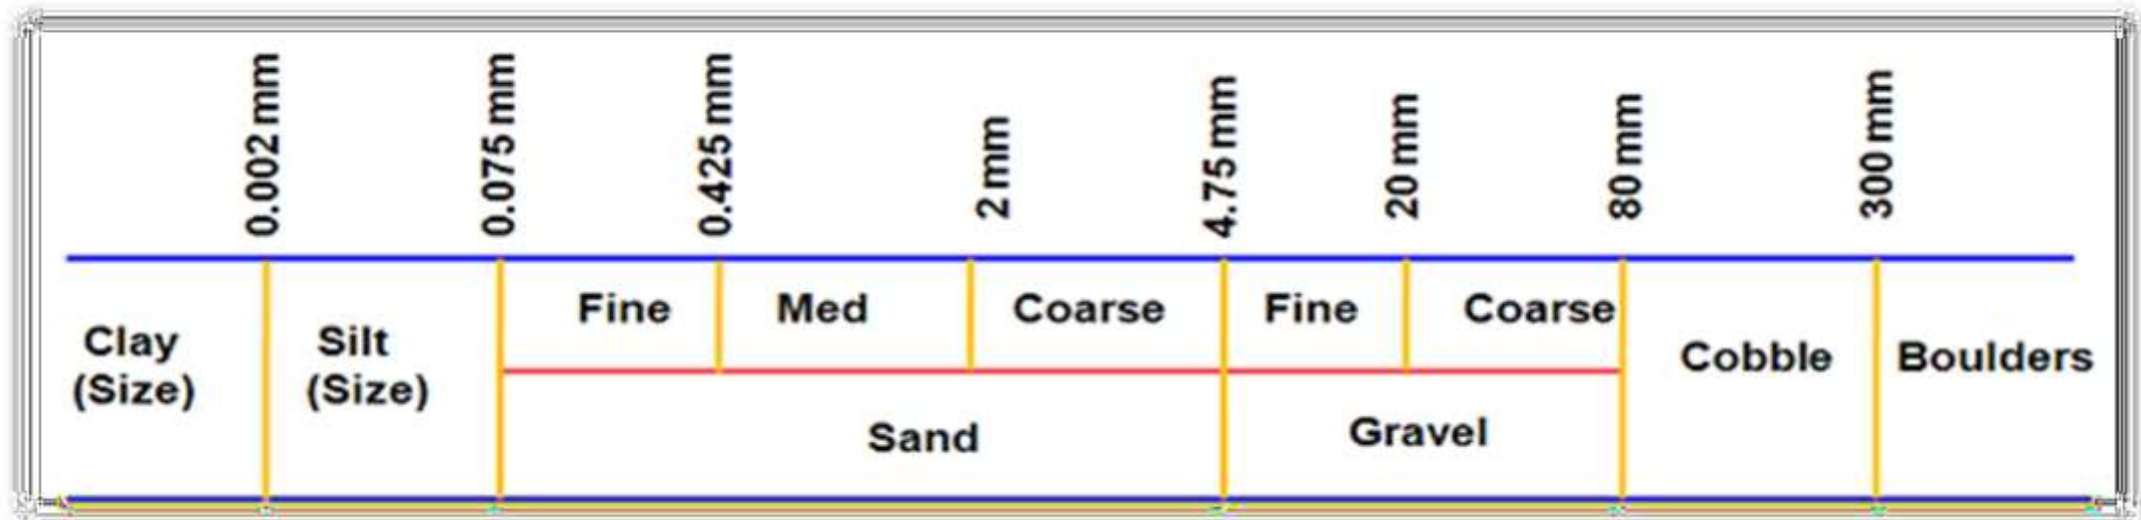 0.002 mm
0.075 mm
0.425 mm
2 mm
4.75 mm
20 mm
80 mm
300 mm
Clay
(Size)
Silt
(Size)
Fine
Med
Coarse
Sand
Fine
Coarse
Gravel
Cobble
Boulders